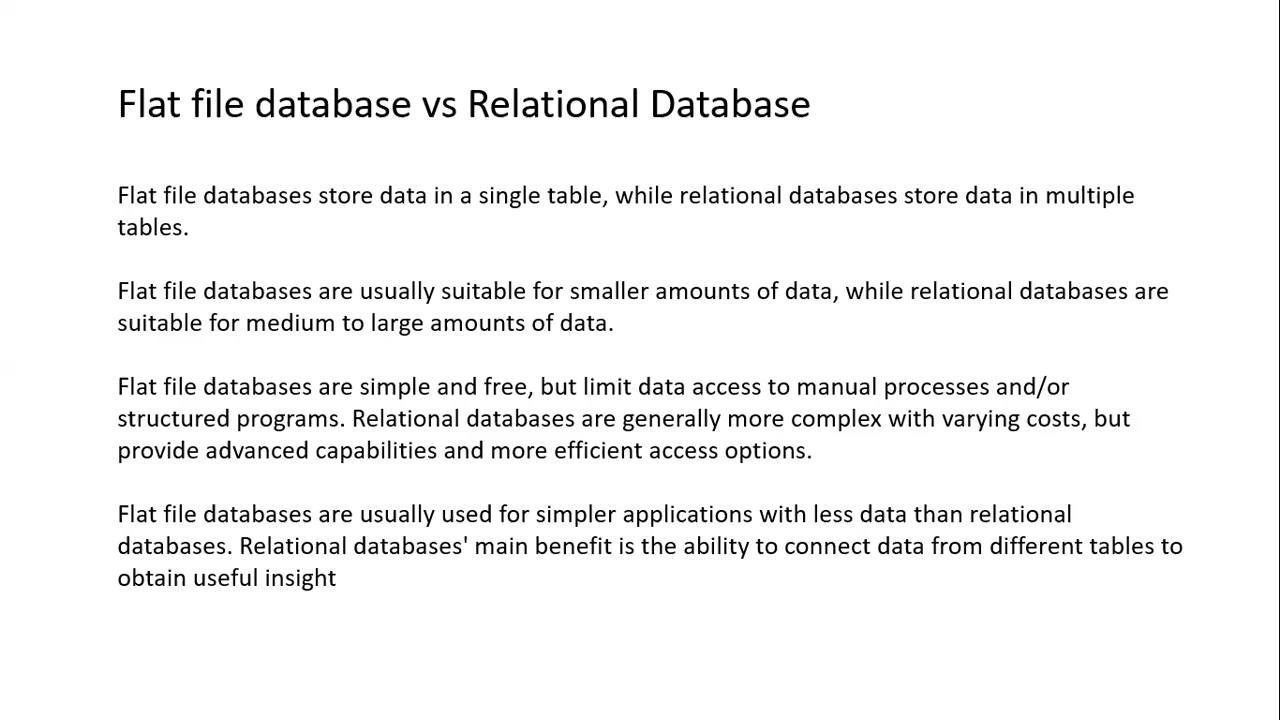 Flat file database vs Relational Database
Flat file databases store data in a single table, while relational databases store data in multiple
tables.
Flat file databases are usually suitable for smaller amounts of data, while relational databases are
suitable for medium to large amounts of data.
Flat file databases are simple and free, but limit data access to manual processes and/or
structured programs. Relational databases are generally more complex with varying costs, but
provide advanced capabilities and more efficient access options.
Flat file databases are usually used for simpler applications with less data than relational
databases. Relational databases' main benefit is the ability to connect data from different tables to
obtain useful insight